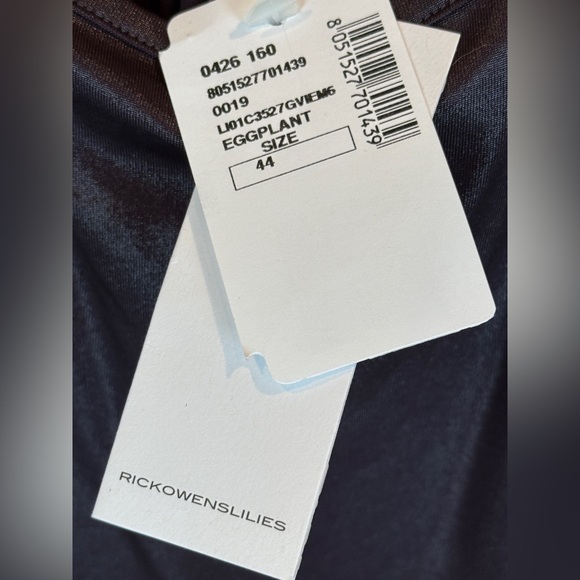 0426 160
8051527701439
0019
LI01C3527GVIEM6
EGGPLANT
SIZE
44
8 051527 701439
RICKOWENSLILIES